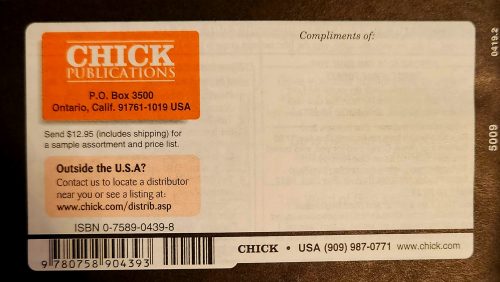 CHICK
PUBLICATIONS
P.O. Box 3500
Ontario, Calif. 91761-1019 USA
Send $12.95 (includes shipping) for
a sample assortment and price list.
Outside the U.S.A?
Contact us to locate a distributor
near you or see a listing at:
www.chick.com/distrib.asp
ISBN 0-7589-0439-8
9 780758 904393
Compliments of:
CHICK • USA (909) 987-0771 www.chick.com
0419.2
5009